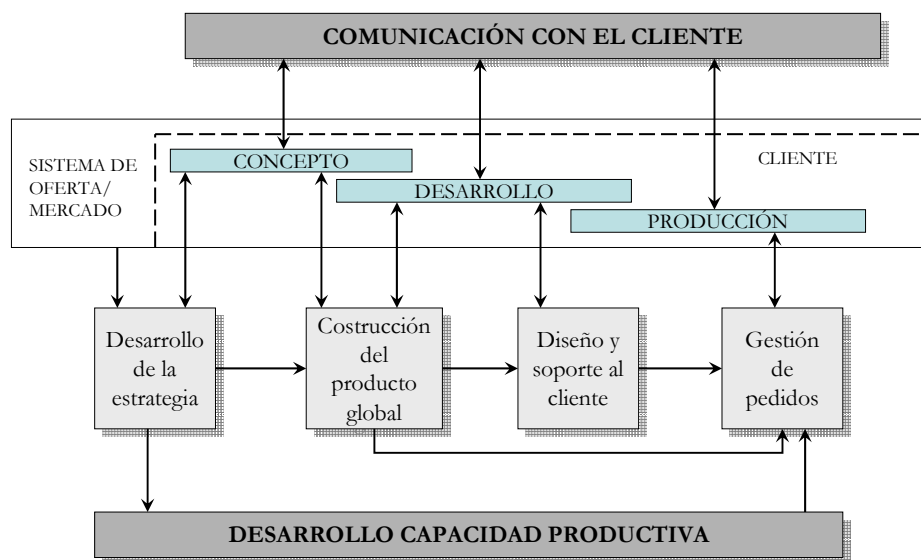 COMUNICACIÓN CON EL CLIENTE
SISTEMA DE
OFERTA/
MERCADO
CONCEPTO
CLIENTE
DESARROLLO
PRODUCCIÓN
Desarrollo
de la
estrategia
Costrucción
del
producto
global
Diseño y
soporte al
cliente
Gestión
de
pedidos
DESARROLLO CAPACIDAD PRODUCTIVA